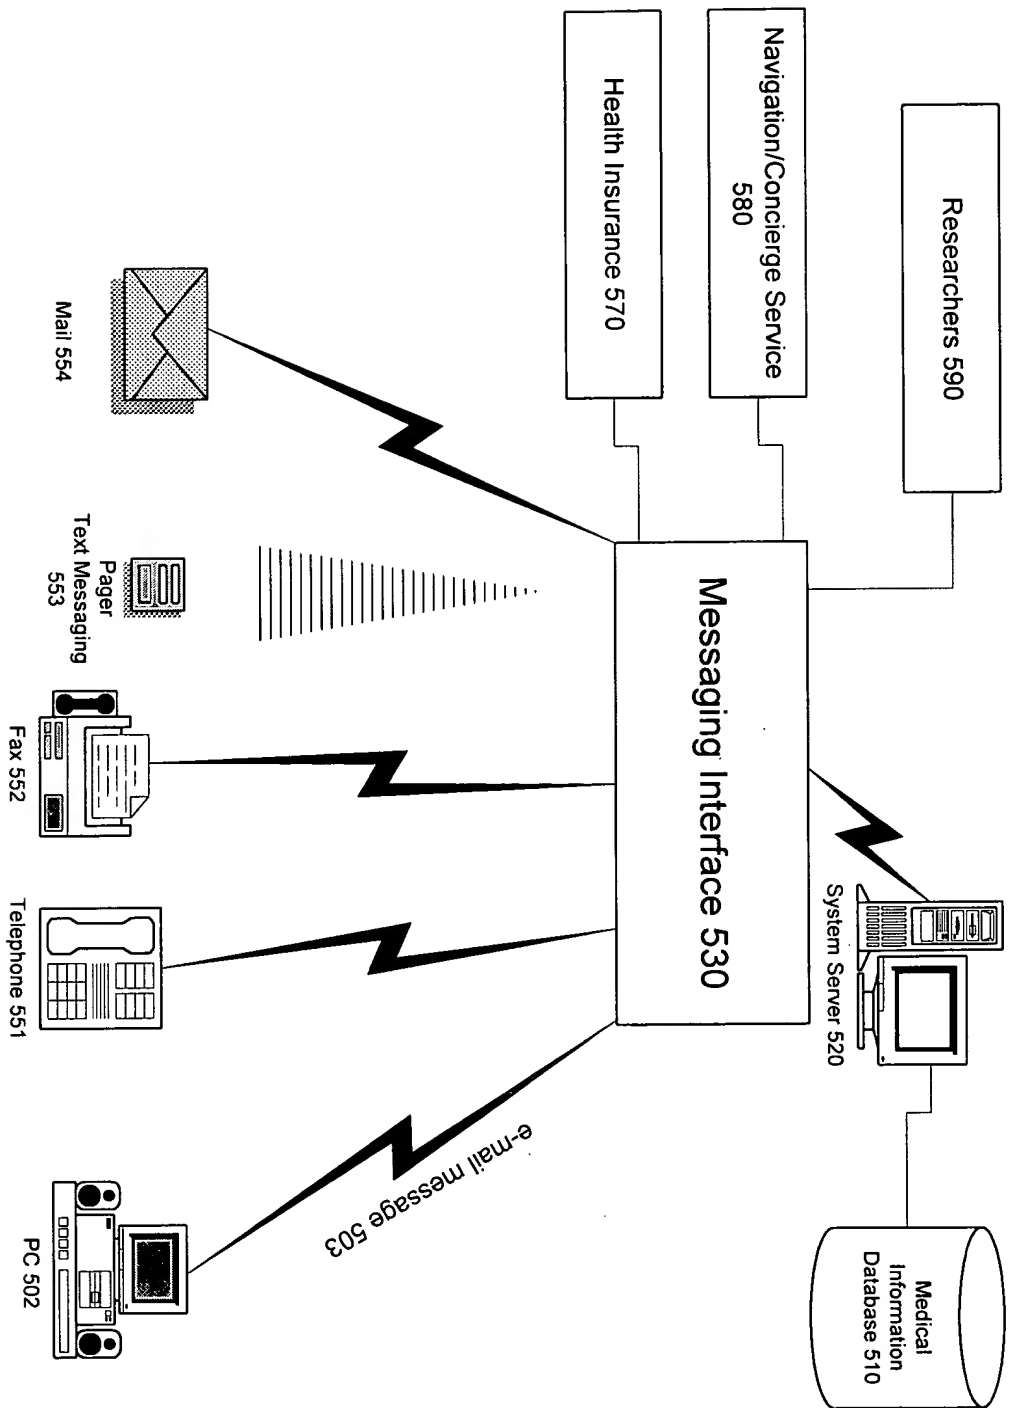 Researchers 590
Navigation/Concierge Service
580
Health Insurance 570
Messaging Interface 530
System Server 520
Medical
Information
Database 510
Mail 554
Pager
Text Messaging
553
Fax 552
Telephone 551
e-mail message 503
PC 502